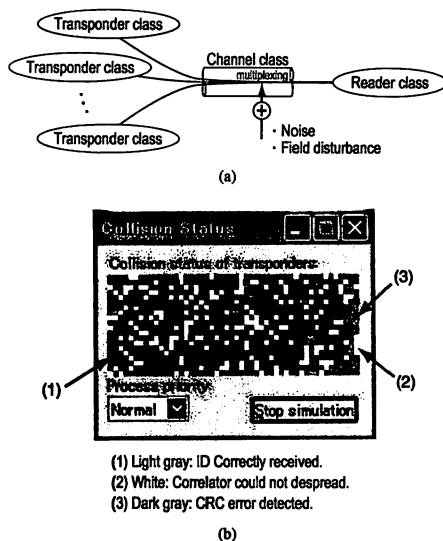 Transponder class
Transponder class
Transponder class
Channel class
multiplexing
Reader class
+
· Noise
· Field disturbance
(a)
Collision Status
Collision status of transponders:
(3)
(1)
(2)
Process priority:
Normal
Stop simulation
(1) Light gray: ID Correctly received.
(2) White: Correlator could not despread.
(3) Dark gray: CRC error detected.
(b)